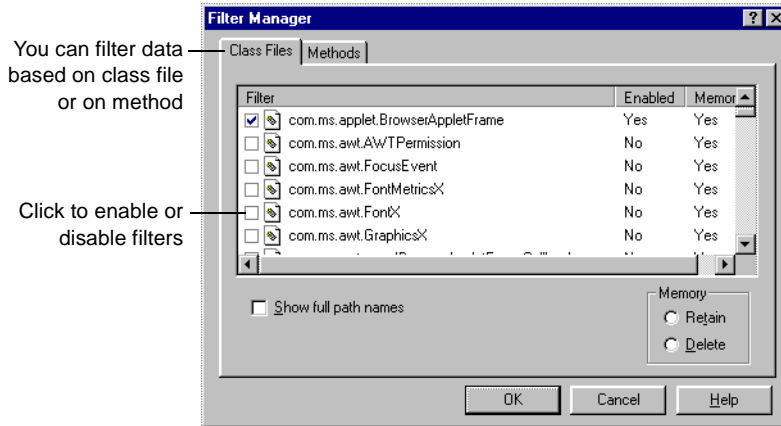 Filter Manager
You can filter data
based on class file
or on method
Class Files Methods
Filter Enabled Memor
com.ms.applet.BrowserAppletFrame Yes Yes
com.ms.awt.AWTPermission No Yes
com.ms.awt.FocusEvent No Yes
com.ms.awt.FontMetricsX No Yes
Click to enable or
disable filters
com.ms.awt.FontX No Yes
com.ms.awt.GraphicsX No Yes
Show full path names
Memory
Retain
Delete
OK Cancel Help